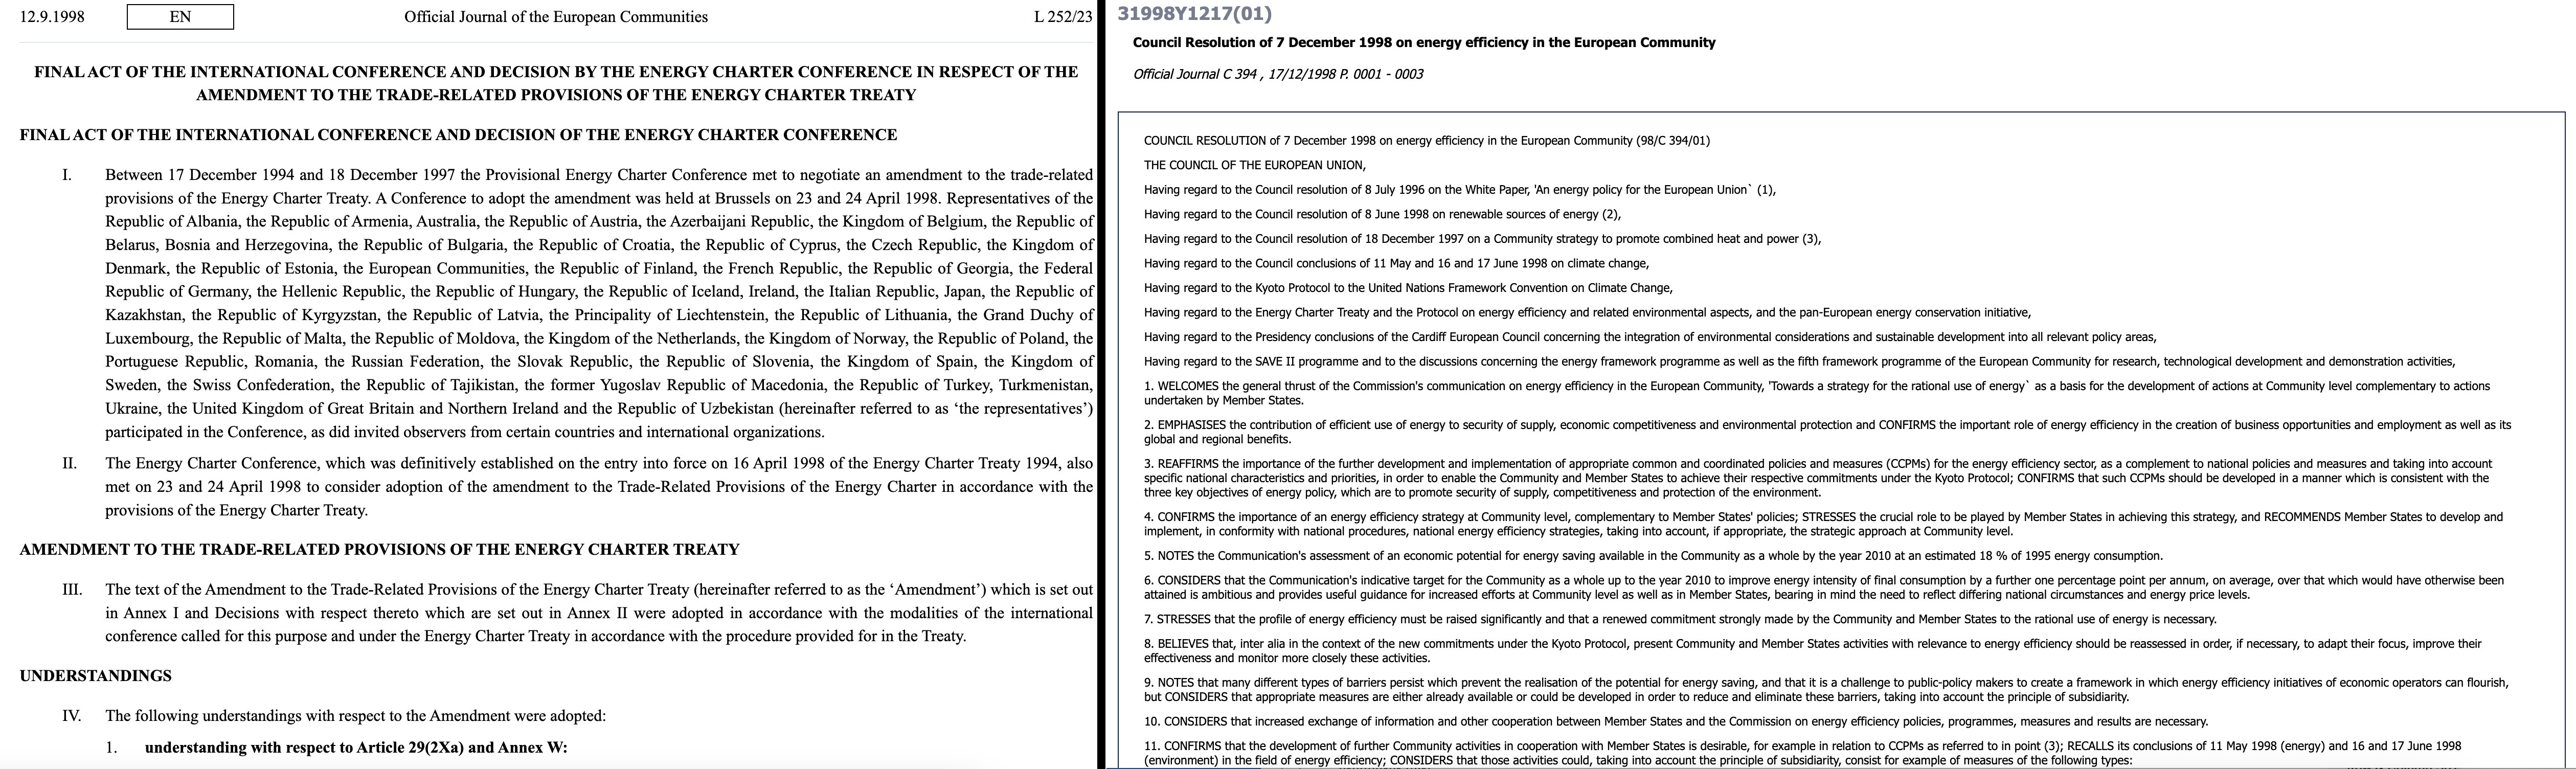 12.9.1998 EN Official Journal of the European Communities L 252/23
FINAL ACT OF THE INTERNATIONAL CONFERENCE AND DECISION BY THE ENERGY CHARTER CONFERENCE IN RESPECT OF THE
AMENDMENT TO THE TRADE-RELATED PROVISIONS OF THE ENERGY CHARTER TREATY
FINAL ACT OF THE INTERNATIONAL CONFERENCE AND DECISION OF THE ENERGY CHARTER CONFERENCE
I. Between 17 December 1994 and 18 December 1997 the Provisional Energy Charter Conference met to negotiate an amendment to the trade-related
provisions of the Energy Charter Treaty. A Conference to adopt the amendment was held at Brussels on 23 and 24 April 1998. Representatives of the
Republic of Albania, the Republic of Armenia, Australia, the Republic of Austria, the Azerbaijani Republic, the Kingdom of Belgium, the Republic of
Belarus, Bosnia and Herzegovina, the Republic of Bulgaria, the Republic of Croatia, the Republic of Cyprus, the Czech Republic, the Kingdom of
Denmark, the Republic of Estonia, the European Communities, the Republic of Finland, the French Republic, the Republic of Georgia, the Federal
Republic of Germany, the Hellenic Republic, the Republic of Hungary, the Republic of Iceland, Ireland, the Italian Republic, Japan, the Republic of
Kazakhstan, the Republic of Kyrgyzstan, the Republic of Latvia, the Principality of Liechtenstein, the Republic of Lithuania, the Grand Duchy of
Luxembourg, the Republic of Malta, the Republic of Moldova, the Kingdom of the Netherlands, the Kingdom of Norway, the Republic of Poland, the
Portuguese Republic, Romania, the Russian Federation, the Slovak Republic, the Republic of Slovenia, the Kingdom of Spain, the Kingdom of
Sweden, the Swiss Confederation, the Republic of Tajikistan, the former Yugoslav Republic of Macedonia, the Republic of Turkey, Turkmenistan,
Ukraine, the United Kingdom of Great Britain and Northern Ireland and the Republic of Uzbekistan (hereinafter referred to as ‘the representatives’)
participated in the Conference, as did invited observers from certain countries and international organizations.
II. The Energy Charter Conference, which was definitively established on the entry into force on 16 April 1998 of the Energy Charter Treaty 1994, also
met on 23 and 24 April 1998 to consider adoption of the amendment to the Trade-Related Provisions of the Energy Charter in accordance with the
provisions of the Energy Charter Treaty.
AMENDMENT TO THE TRADE-RELATED PROVISIONS OF THE ENERGY CHARTER TREATY
III. The text of the Amendment to the Trade-Related Provisions of the Energy Charter Treaty (hereinafter referred to as the ‘Amendment’) which is set out
in Annex I and Decisions with respect thereto which are set out in Annex II were adopted in accordance with the modalities of the international
conference called for this purpose and under the Energy Charter Treaty in accordance with the procedure provided for in the Treaty.
UNDERSTANDINGS
IV. The following understandings with respect to the Amendment were adopted:
1. understanding with respect to Article 29(2Xa) and Annex W:
31998Y1217(01)
Council Resolution of 7 December 1998 on energy efficiency in the European Community
Official Journal C 394 , 17/12/1998 P. 0001 - 0003
COUNCIL RESOLUTION of 7 December 1998 on energy efficiency in the European Community (98/C 394/01)
THE COUNCIL OF THE EUROPEAN UNION,
Having regard to the Council resolution of 8 July 1996 on the White Paper, 'An energy policy for the European Union` (1),
Having regard to the Council resolution of 8 June 1998 on renewable sources of energy (2),
Having regard to the Council resolution of 18 December 1997 on a Community strategy to promote combined heat and power (3),
Having regard to the Council conclusions of 11 May and 16 and 17 June 1998 on climate change,
Having regard to the Kyoto Protocol to the United Nations Framework Convention on Climate Change,
Having regard to the Energy Charter Treaty and the Protocol on energy efficiency and related environmental aspects, and the pan-European energy conservation initiative,
Having regard to the Presidency conclusions of the Cardiff European Council concerning the integration of environmental considerations and sustainable development into all relevant policy areas,
Having regard to the SAVE II programme and to the discussions concerning the energy framework programme as well as the fifth framework programme of the European Community for research, technological development and demonstration activities,
1. WELCOMES the general thrust of the Commission's communication on energy efficiency in the European Community, 'Towards a strategy for the rational use of energy` as a basis for the development of actions at Community level complementary to actions
undertaken by Member States.
2. EMPHASISES the contribution of efficient use of energy to security of supply, economic competitiveness and environmental protection and CONFIRMS the important role of energy efficiency in the creation of business opportunities and employment as well as its
global and regional benefits.
3. REAFFIRMS the importance of the further development and implementation of appropriate common and coordinated policies and measures (CCPMs) for the energy efficiency sector, as a complement to national policies and measures and taking into account
specific national characteristics and priorities, in order to enable the Community and Member States to achieve their respective commitments under the Kyoto Protocol; CONFIRMS that such CCPMs should be developed in a manner which is consistent with the
three key objectives of energy policy, which are to promote security of supply, competitiveness and protection of the environment.
4. CONFIRMS the importance of an energy efficiency strategy at Community level, complementary to Member States' policies; STRESSES the crucial role to be played by Member States in achieving this strategy, and RECOMMENDS Member States to develop and
implement, in conformity with national procedures, national energy efficiency strategies, taking into account, if appropriate, the strategic approach at Community level.
5. NOTES the Communication's assessment of an economic potential for energy saving available in the Community as a whole by the year 2010 at an estimated 18 % of 1995 energy consumption.
6. CONSIDERS that the Communication's indicative target for the Community as a whole up to the year 2010 to improve energy intensity of final consumption by a further one percentage point per annum, on average, over that which would have otherwise been
attained is ambitious and provides useful guidance for increased efforts at Community level as well as in Member States, bearing in mind the need to reflect differing national circumstances and energy price levels.
7. STRESSES that the profile of energy efficiency must be raised significantly and that a renewed commitment strongly made by the Community and Member States to the rational use of energy is necessary.
8. BELIEVES that, inter alia in the context of the new commitments under the Kyoto Protocol, present Community and Member States activities with relevance to energy efficiency should be reassessed in order, if necessary, to adapt their focus, improve their
effectiveness and monitor more closely these activities.
9. NOTES that many different types of barriers persist which prevent the realisation of the potential for energy saving, and that it is a challenge to public-policy makers to create a framework in which energy efficiency initiatives of economic operators can flourish,
but CONSIDERS that appropriate measures are either already available or could be developed in order to reduce and eliminate these barriers, taking into account the principle of subsidiarity.
10. CONSIDERS that increased exchange of information and other cooperation between Member States and the Commission on energy efficiency policies, programmes, measures and results are necessary.
11. CONFIRMS that the development of further Community activities in cooperation with Member States is desirable, for example in relation to CCPMs as referred to in point (3); RECALLS its conclusions of 11 May 1998 (energy) and 16 and 17 June 1998
(environment) in the field of energy efficiency; CONSIDERS that those activities could, taking into account the principle of subsidiarity, consist for example of measures of the following types: